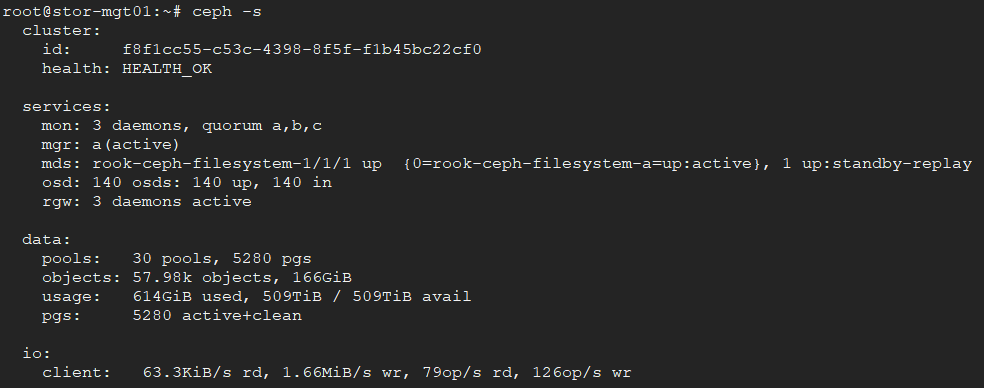 root@stor-mgt01:~# ceph -s
  cluster:
    id:     f8f1cc55-c53c-4398-8f5f-f1b45bc22cf0
    health: HEALTH_OK

  services:
    mon: 3 daemons, quorum a,b,c
    mgr: a(active)
    mds: rook-ceph-filesystem-1/1/1 up  {0=rook-ceph-filesystem-a=up:active}, 1 up:standby-replay
    osd: 140 osds: 140 up, 140 in
    rgw: 3 daemons active

  data:
    pools:   30 pools, 5280 pgs
    objects: 57.98k objects, 166GiB
    usage:   614GiB used, 509TiB / 509TiB avail
    pgs:     5280 active+clean

  io:
    client:   63.3KiB/s rd, 1.66MiB/s wr, 79op/s rd, 126op/s wr